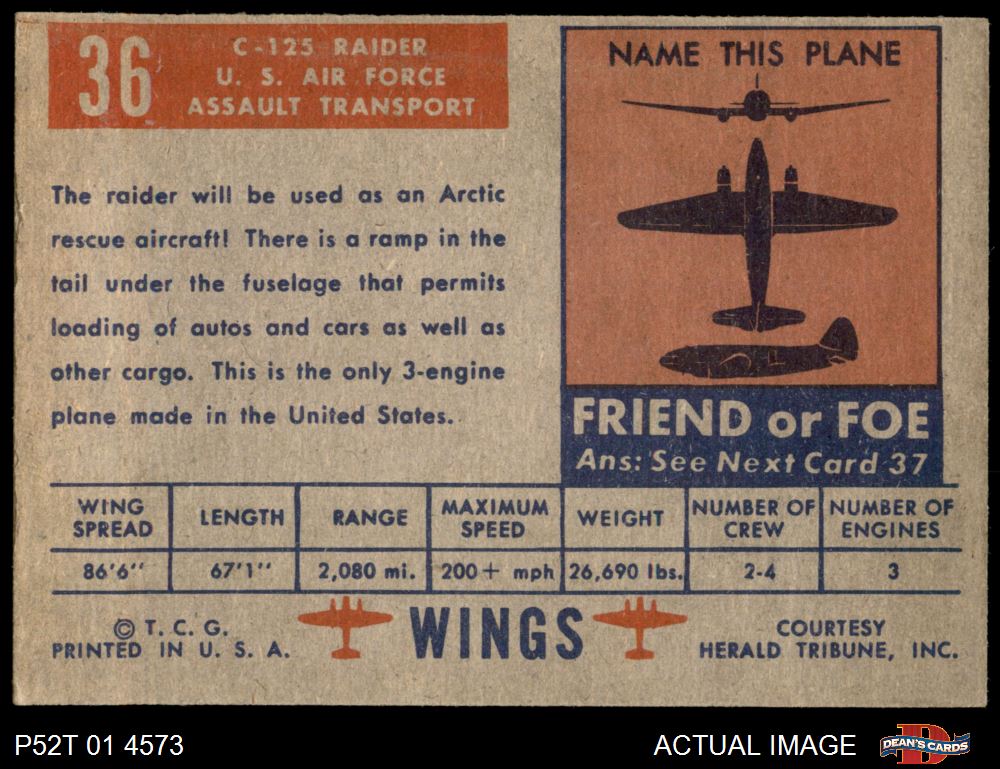 36
C-125 RAIDER
U. S. AIR FORCE
ASSAULT TRANSPORT
The raider will be used as an Arctic
rescue aircraft! There is a ramp in the
tail under the fuselage that permits
loading of autos and cars as well as
other cargo. This is the only 3-engine
plane made in the United States.
NAME THIS PLANE
FRIEND or FOE
Ans: See Next Card 37
WING SPREAD LENGTH RANGE MAXIMUM SPEED WEIGHT NUMBER OF CREW NUMBER OF ENGINES
86'6" 67'1" 2,080 mi. 200+ mph 26,690 lbs. 2-4 3
© T. C. G.
PRINTED IN U. S. A.
WINGS
COURTESY
HERALD TRIBUNE, INC.
P52T 01 4573
ACTUAL IMAGE
D
DEAN'S CARDS